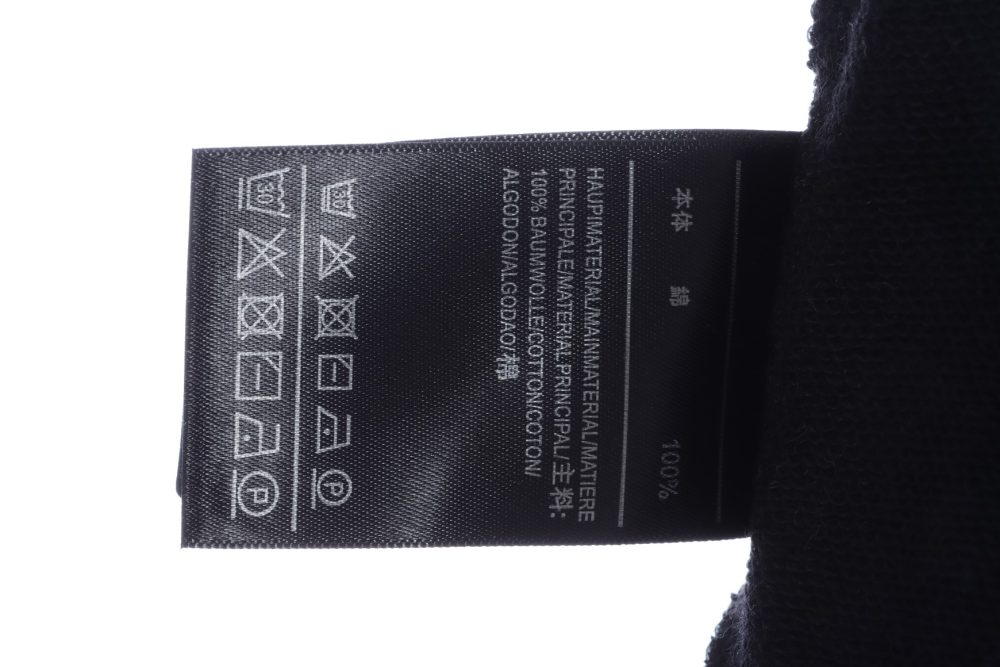 本体 綿 100%
HAUPTMATERIAL/MAINMATERIAL/MATIERE
PRINCIPALE/MATERIAL PRINCIPAL/主料:
100% BAUMWOLLE/COTTON/COTON/
ALGODON/ALGODAO/棉
30 P
30 P